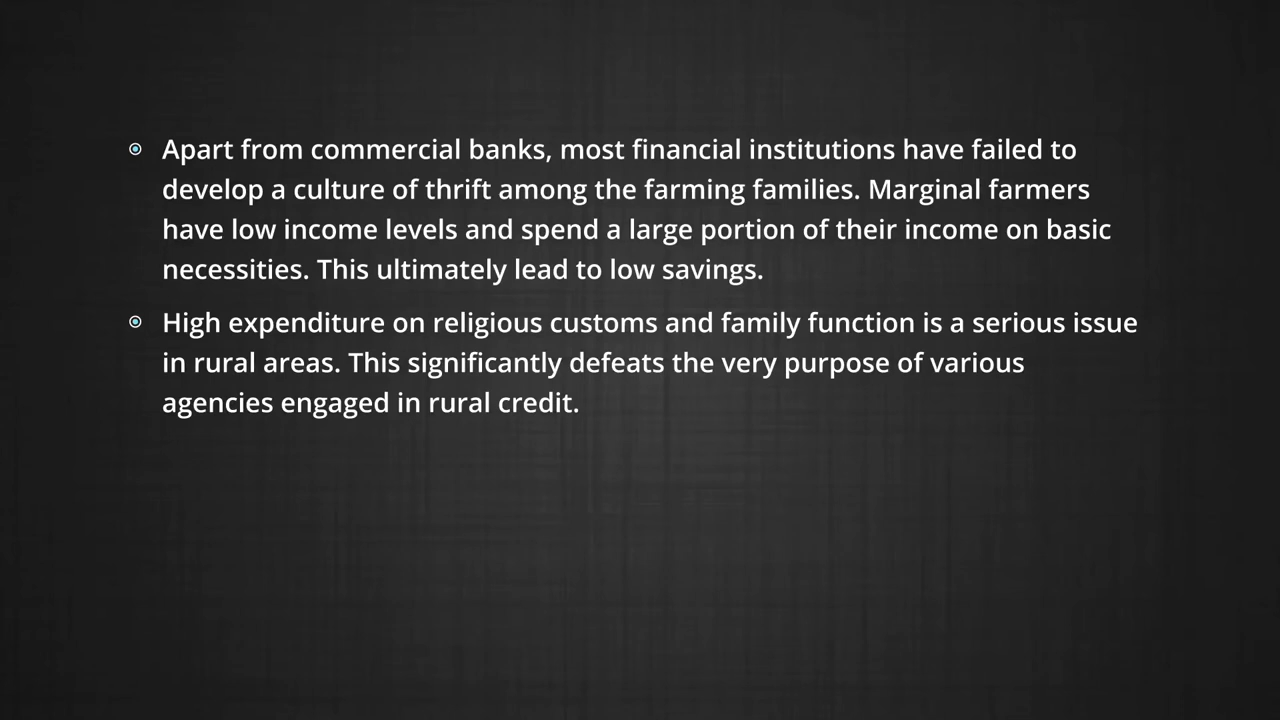 Apart from commercial banks, most financial institutions have failed to
develop a culture of thrift among the farming families. Marginal farmers
have low income levels and spend a large portion of their income on basic
necessities. This ultimately lead to low savings.
High expenditure on religious customs and family function is a serious issue
in rural areas. This significantly defeats the very purpose of various
agencies engaged in rural credit.